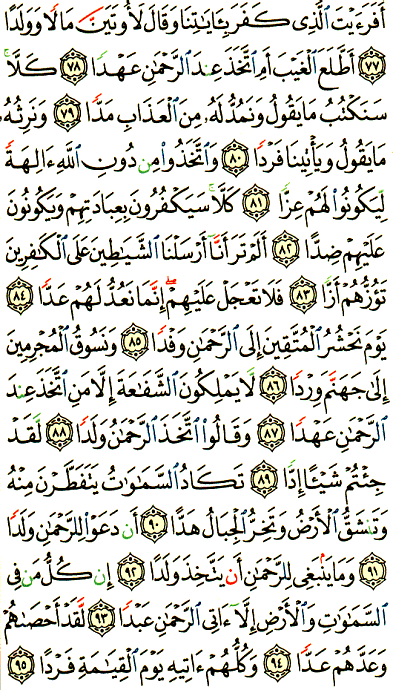 أَفَرَءَيْتَ ٱلَّذِى كَفَرَ بِـَٔايَـٰتِنَا وَقَالَ لَأُوتَيَنَّ مَالًا وَوَلَدًا
﴿٧٧﴾ أَطَّلَعَ ٱلْغَيْبَ أَمِ ٱتَّخَذَ عِندَ ٱلرَّحْمَـٰنِ عَهْدًا ﴿٧٨﴾ كَلَّا ۚ
سَنَكْتُبُ مَا يَقُولُ وَنَمُدُّ لَهُۥ مِنَ ٱلْعَذَابِ مَدًّا ﴿٧٩﴾ وَنَرِثُهُۥ
مَا يَقُولُ وَيَأْتِينَا فَرْدًا ﴿٨٠﴾ وَٱتَّخَذُوا۟ مِن دُونِ ٱللَّهِ ءَالِهَةً
لِّيَكُونُوا۟ لَهُمْ عِزًّا ﴿٨١﴾ كَلَّا ۚ سَيَكْفُرُونَ بِعِبَادَتِهِمْ وَيَكُونُونَ
عَلَيْهِمْ ضِدًّا ﴿٨٢﴾ أَلَمْ تَرَ أَنَّآ أَرْسَلْنَا ٱلشَّيَـٰطِينَ عَلَى ٱلْكَـٰفِرِينَ
تَؤُزُّهُمْ أَزًّا ﴿٨٣﴾ فَلَا تَعْجَلْ عَلَيْهِمْ ۖ إِنَّمَا نَعُدُّ لَهُمْ عَدًّا ﴿٨٤﴾
يَوْمَ نَحْشُرُ ٱلْمُتَّقِينَ إِلَى ٱلرَّحْمَـٰنِ وَفْدًا ﴿٨٥﴾ وَنَسُوقُ ٱلْمُجْرِمِينَ
إِلَىٰ جَهَنَّمَ وِرْدًا ﴿٨٦﴾ لَّا يَمْلِكُونَ ٱلشَّفَـٰعَةَ إِلَّا مَنِ ٱتَّخَذَ عِندَ
ٱلرَّحْمَـٰنِ عَهْدًا ﴿٨٧﴾ وَقَالُوا۟ ٱتَّخَذَ ٱلرَّحْمَـٰنُ وَلَدًا ﴿٨٨﴾ لَّقَدْ
جِئْتُمْ شَيْـًٔا إِدًّا ﴿٨٩﴾ تَكَادُ ٱلسَّمَـٰوَٰتُ يَتَفَطَّرْنَ مِنْهُ
وَتَنشَقُّ ٱلْأَرْضُ وَتَخِرُّ ٱلْجِبَالُ هَدًّا ﴿٩٠﴾ أَن دَعَوْا۟ لِلرَّحْمَـٰنِ وَلَدًا
﴿٩١﴾ وَمَا يَنۢبَغِى لِلرَّحْمَـٰنِ أَن يَتَّخِذَ وَلَدًا ﴿٩٢﴾ إِن كُلُّ مَن فِى
ٱلسَّمَـٰوَٰتِ وَٱلْأَرْضِ إِلَّآ ءَاتِى ٱلرَّحْمَـٰنِ عَبْدًا ﴿٩٣﴾ لَّقَدْ أَحْصَىٰهُمْ
وَعَدَّهُمْ عَدًّا ﴿٩٤﴾ وَكُلُّهُمْ ءَاتِيهِ يَوْمَ ٱلْقِيَـٰمَةِ فَرْدًا ﴿٩٥﴾